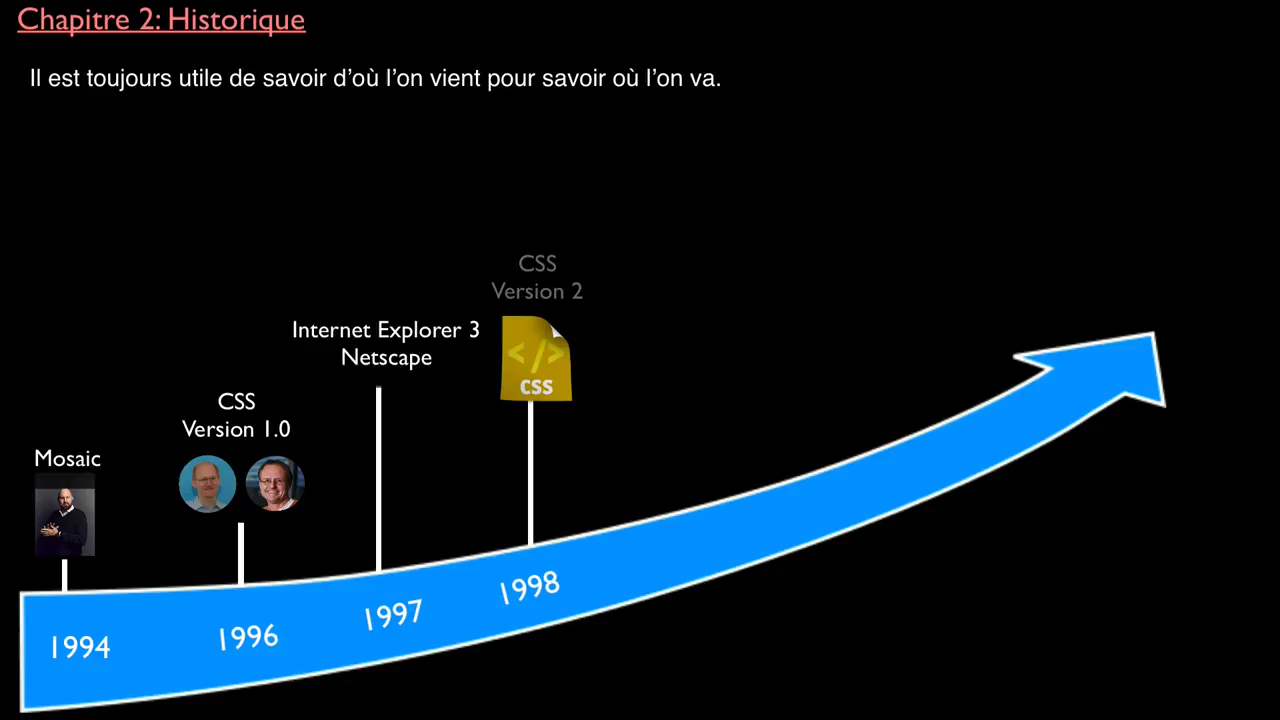 Chapitre 2: Historique
Il est toujours utile de savoir d’où l’on vient pour savoir où l’on va.
CSS
Version 2
Internet Explorer 3
Netscape
</>
CSS
CSS
Version 1.0
Mosaic
1994
1996
1997
1998